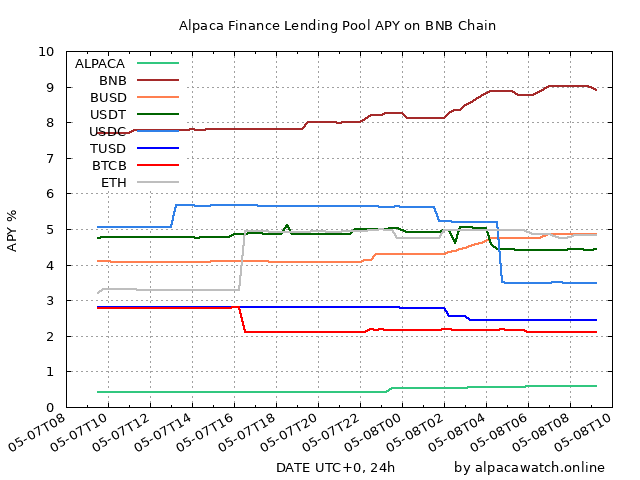 Alpaca Finance Lending Pool APY on BNB Chain
10
9
8
7
6
5
4
3
2
1
0
APY %
ALPACA
BNB
BUSD
USDT
USDC
TUSD
BTCB
ETH
05-07T08
05-07T10
05-07T12
05-07T14
05-07T16
05-07T18
05-07T20
05-07T22
05-08T00
05-08T02
05-08T04
05-08T06
05-08T08
05-08T10
DATE UTC+0, 24h
by alpacawatch.online